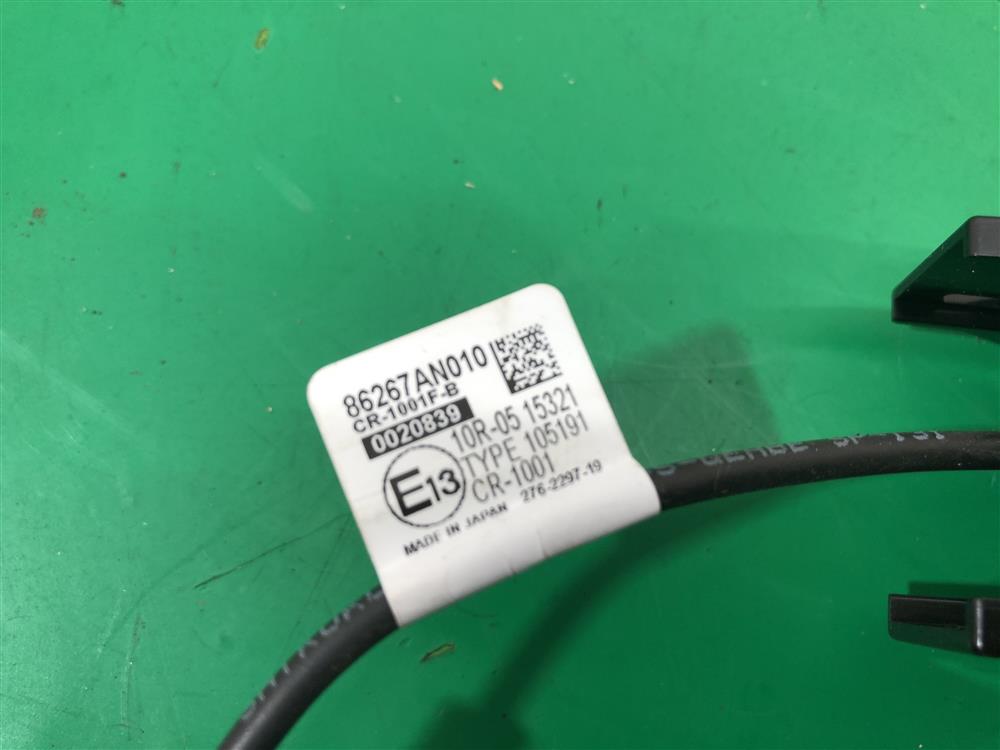 86267AN010
CR-1001F-B
0020839
10R-05 15321
TYPE 105191
CR-1001
E13
MADE IN JAPAN 276-2297-19